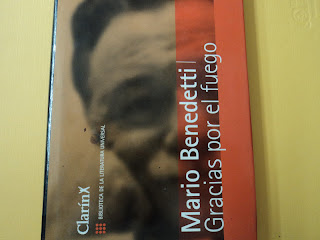 Mario Benedetti
Gracias por el fuego
Clarín
BIBLIOTECA DE LA LITERATURA UNIVERSAL